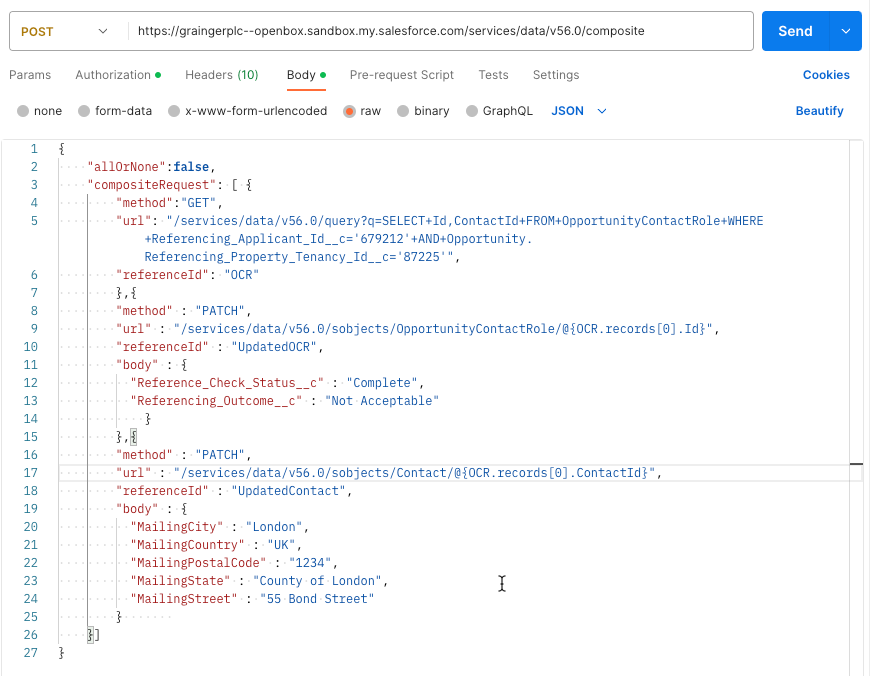 POST https://graingerplc--openbox.sandbox.my.salesforce.com/services/data/v56.0/composite Send
Params Authorization Headers (10) Body Pre-request Script Tests Settings Cookies
none form-data x-www-form-urlencoded raw binary GraphQL JSON Beautify
1 {
2 "allOrNone":false,
3 "compositeRequest": [ {
4 "method":"GET",
5 "url": "/services/data/v56.0/query?q=SELECT+Id,ContactId+FROM+OpportunityContactRole+WHERE
+Referencing_Applicant_Id__c='679212'+AND+Opportunity.
Referencing_Property_Tenancy_Id__c='87225'",
6 "referenceId": "OCR"
7 },{
8 "method" : "PATCH",
9 "url" : "/services/data/v56.0/sobjects/OpportunityContactRole/@{OCR.records[0].Id}",
10 "referenceId" : "UpdatedOCR",
11 "body" : {
12 "Reference_Check_Status__c" : "Complete",
13 "Referencing_Outcome__c" : "Not Acceptable"
14 }
15 },{
16 "method" : "PATCH",
17 "url" : "/services/data/v56.0/sobjects/Contact/@{OCR.records[0].ContactId}",
18 "referenceId" : "UpdatedContact",
19 "body" : {
20 "MailingCity" : "London",
21 "MailingCountry" : "UK",
22 "MailingPostalCode" : "1234",
23 "MailingState" : "County of London",
24 "MailingStreet" : "55 Bond Street"
25 }
26 }]
27 }